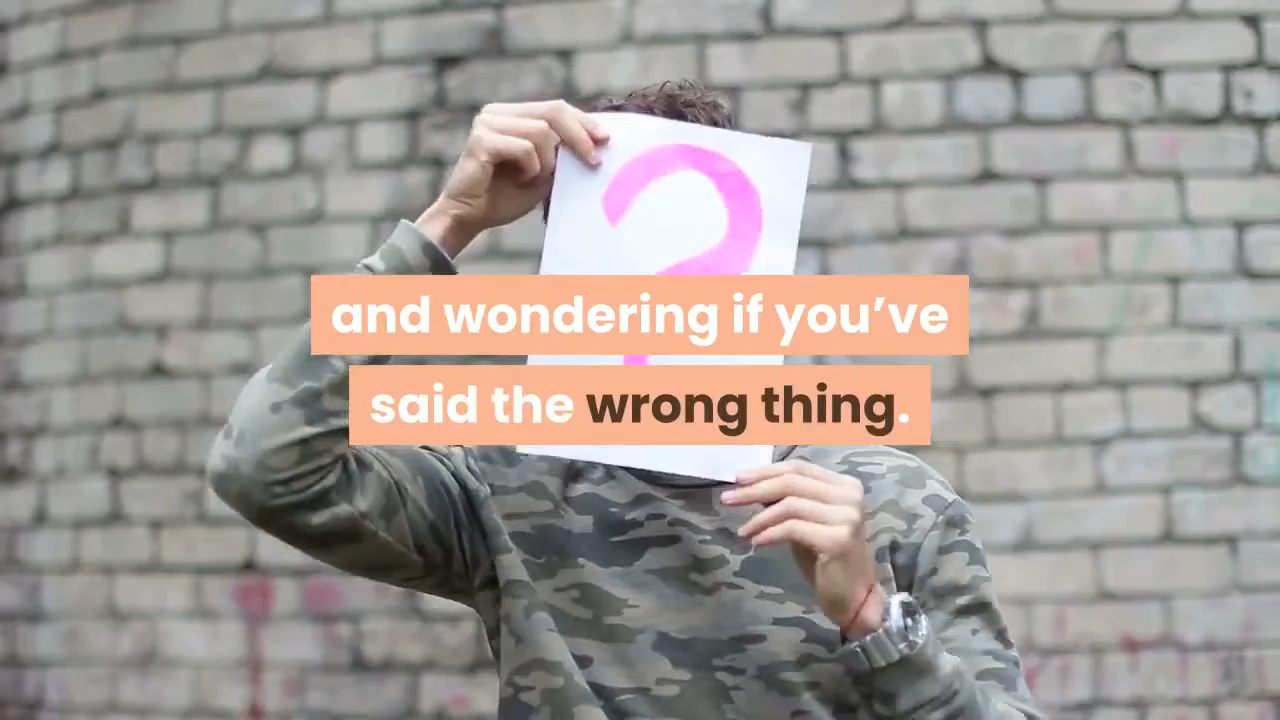 ?
and wondering if you’ve
said the wrong thing.